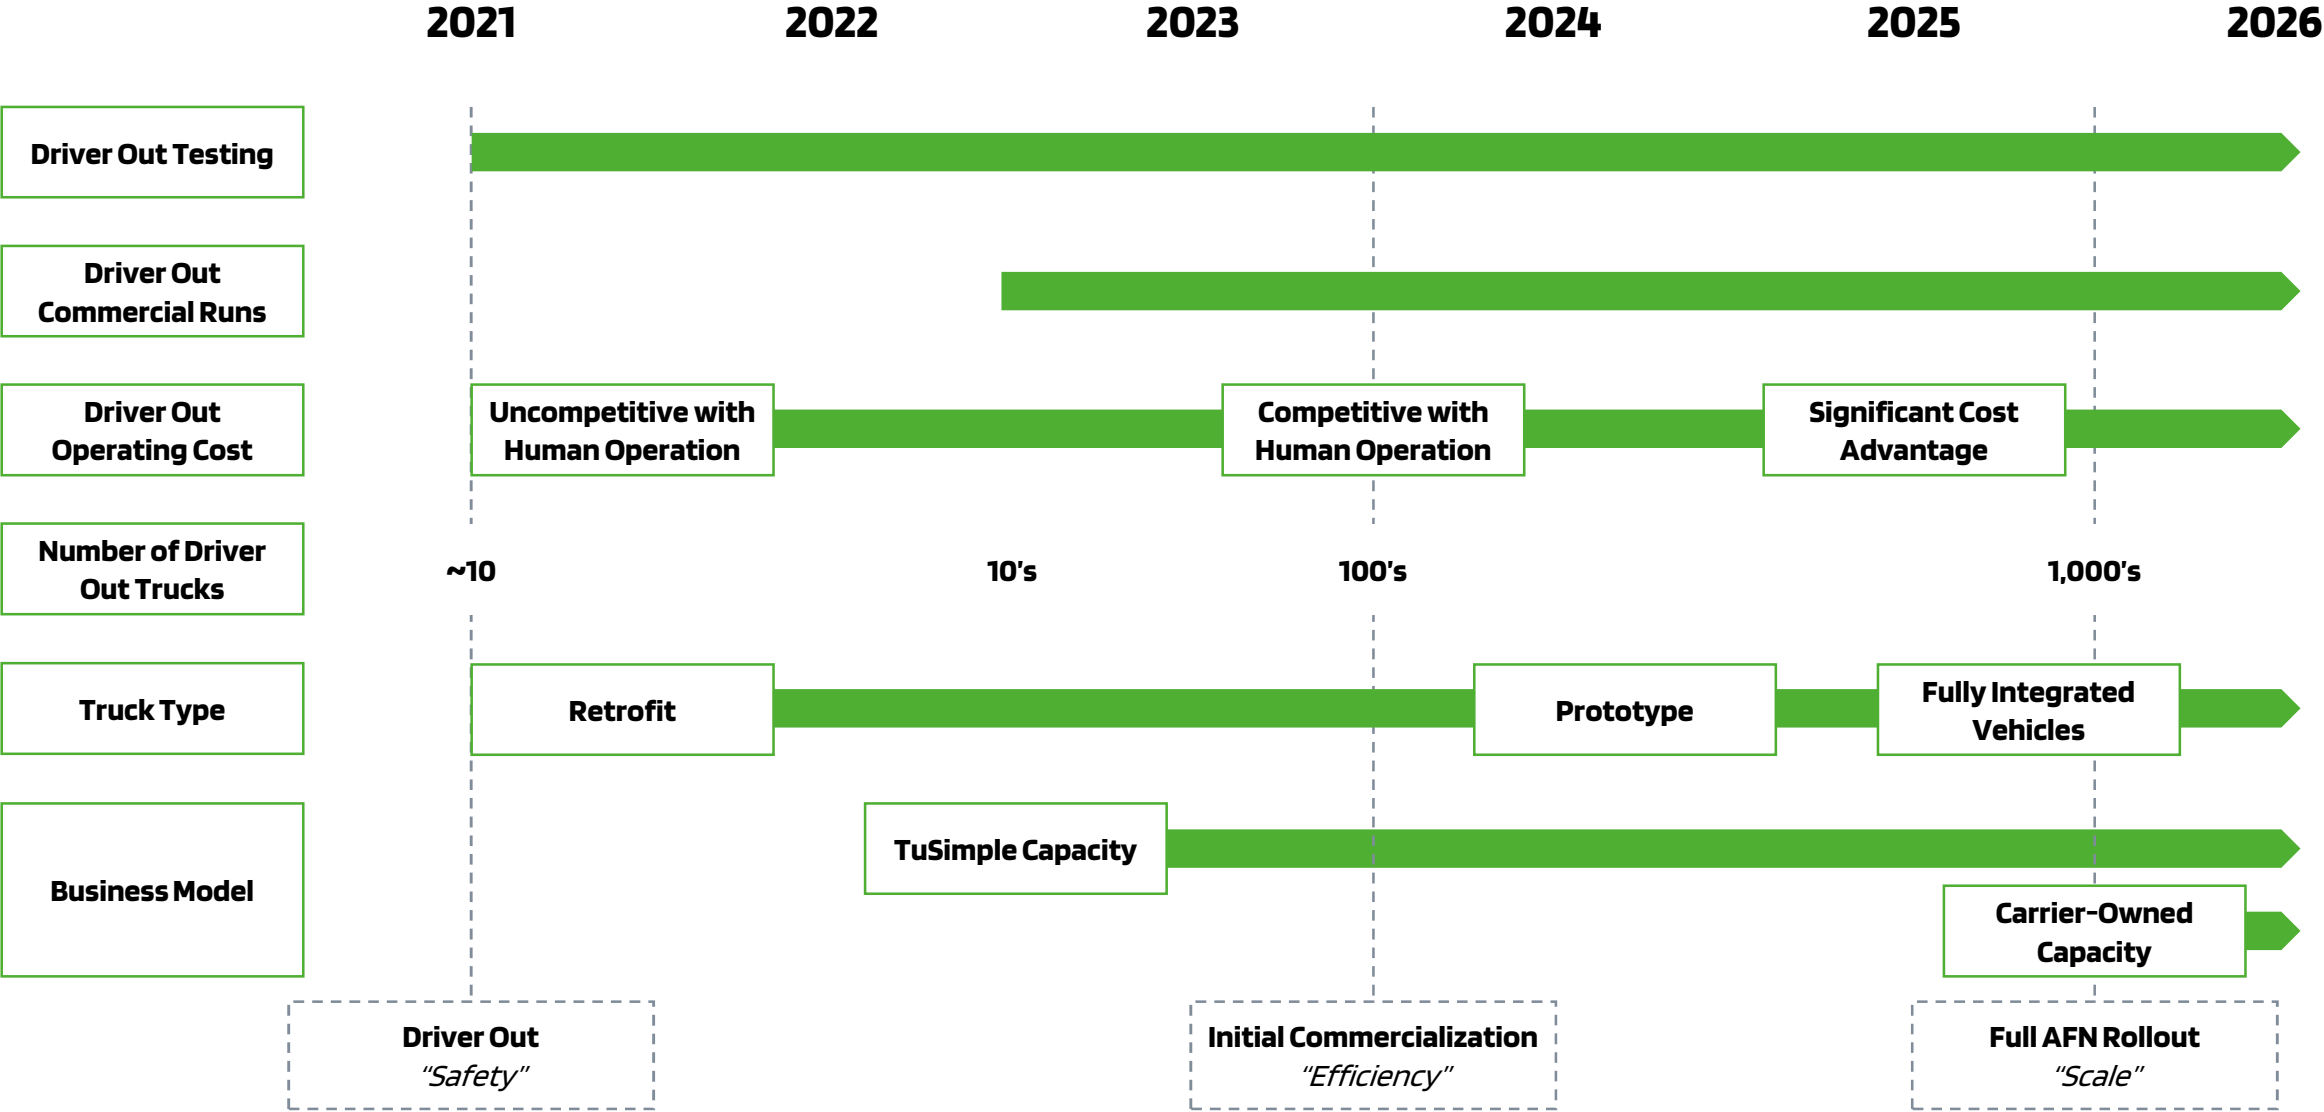 2021 2022 2023 2024 2025 2026
Driver Out Testing
Driver Out
Commercial Runs
Driver Out
Operating Cost
Uncompetitive with
Human Operation
Competitive with
Human Operation
Significant Cost
Advantage
Number of Driver
Out Trucks
~10 10's 100's 1,000's
Truck Type
Retrofit
Prototype
Fully Integrated
Vehicles
Business Model
TuSimple Capacity
Carrier-Owned
Capacity
Driver Out
“Safety”
Initial Commercialization
“Efficiency”
Full AFN Rollout
“Scale”